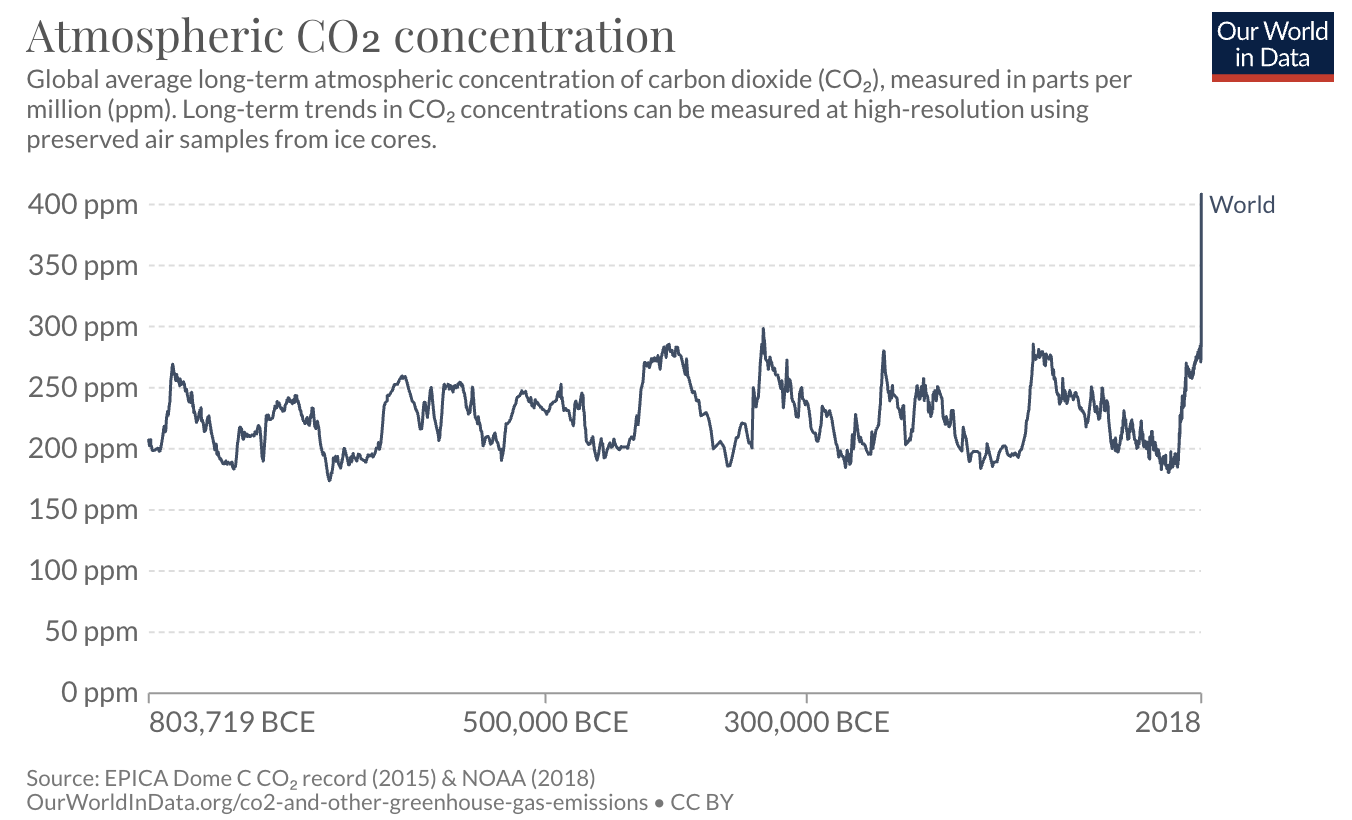 Atmospheric CO2 concentration
Our World
in Data
Global average long-term atmospheric concentration of carbon dioxide (CO₂), measured in parts per
million (ppm). Long-term trends in CO₂ concentrations can be measured at high-resolution using
preserved air samples from ice cores.
400 ppm
World
350 ppm
300 ppm
250 ppm
200 ppm
150 ppm
100 ppm
50 ppm
0 ppm
803,719 BCE 500,000 BCE 300,000 BCE 2018
Source: EPICA Dome C CO₂ record (2015) & NOAA (2018)
OurWorldInData.org/co2-and-other-greenhouse-gas-emissions • CC BY